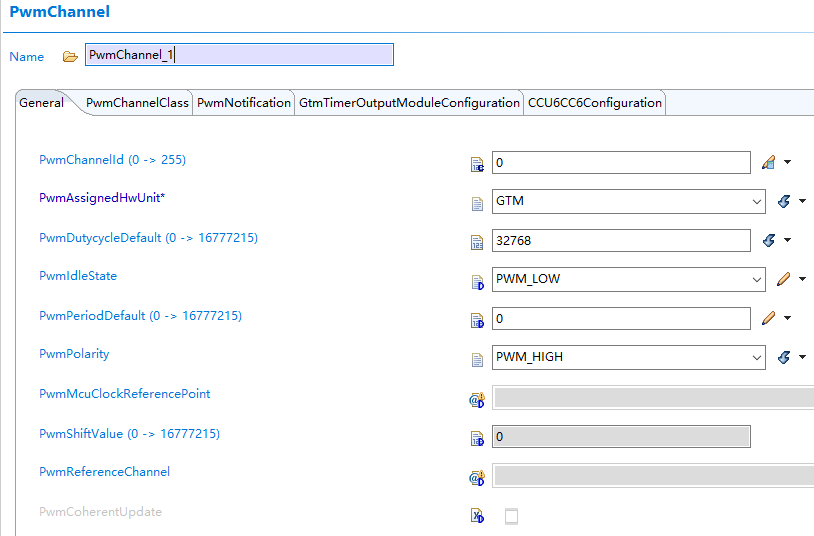 PwmChannel
Name PwmChannel_1
General PwmChannelClass PwmNotification GtmTimerOutputModuleConfiguration CCU6CC6Configuration
PwmChannelId (0 -> 255) 0
PwmAssignedHwUnit* GTM
PwmDutycycleDefault (0 -> 16777215) 32768
PwmIdleState PWM_LOW
PwmPeriodDefault (0 -> 16777215) 0
PwmPolarity PWM_HIGH
PwmMcuClockReferencePoint
PwmShiftValue (0 -> 16777215) 0
PwmReferenceChannel
PwmCoherentUpdate